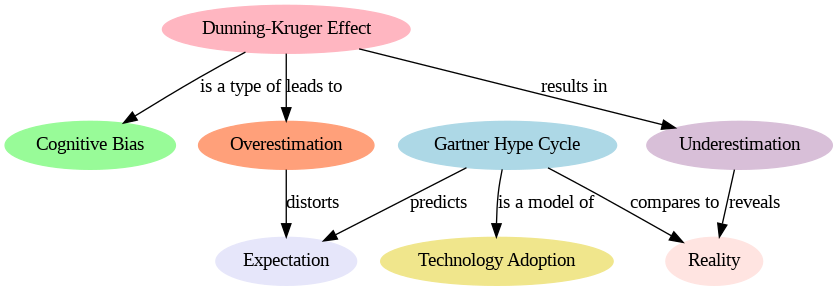 Dunning-Kruger Effect
is a type of
leads to
results in
Cognitive Bias
Overestimation
Gartner Hype Cycle
Underestimation
distorts
predicts
is a model of
compares to
reveals
Expectation
Technology Adoption
Reality